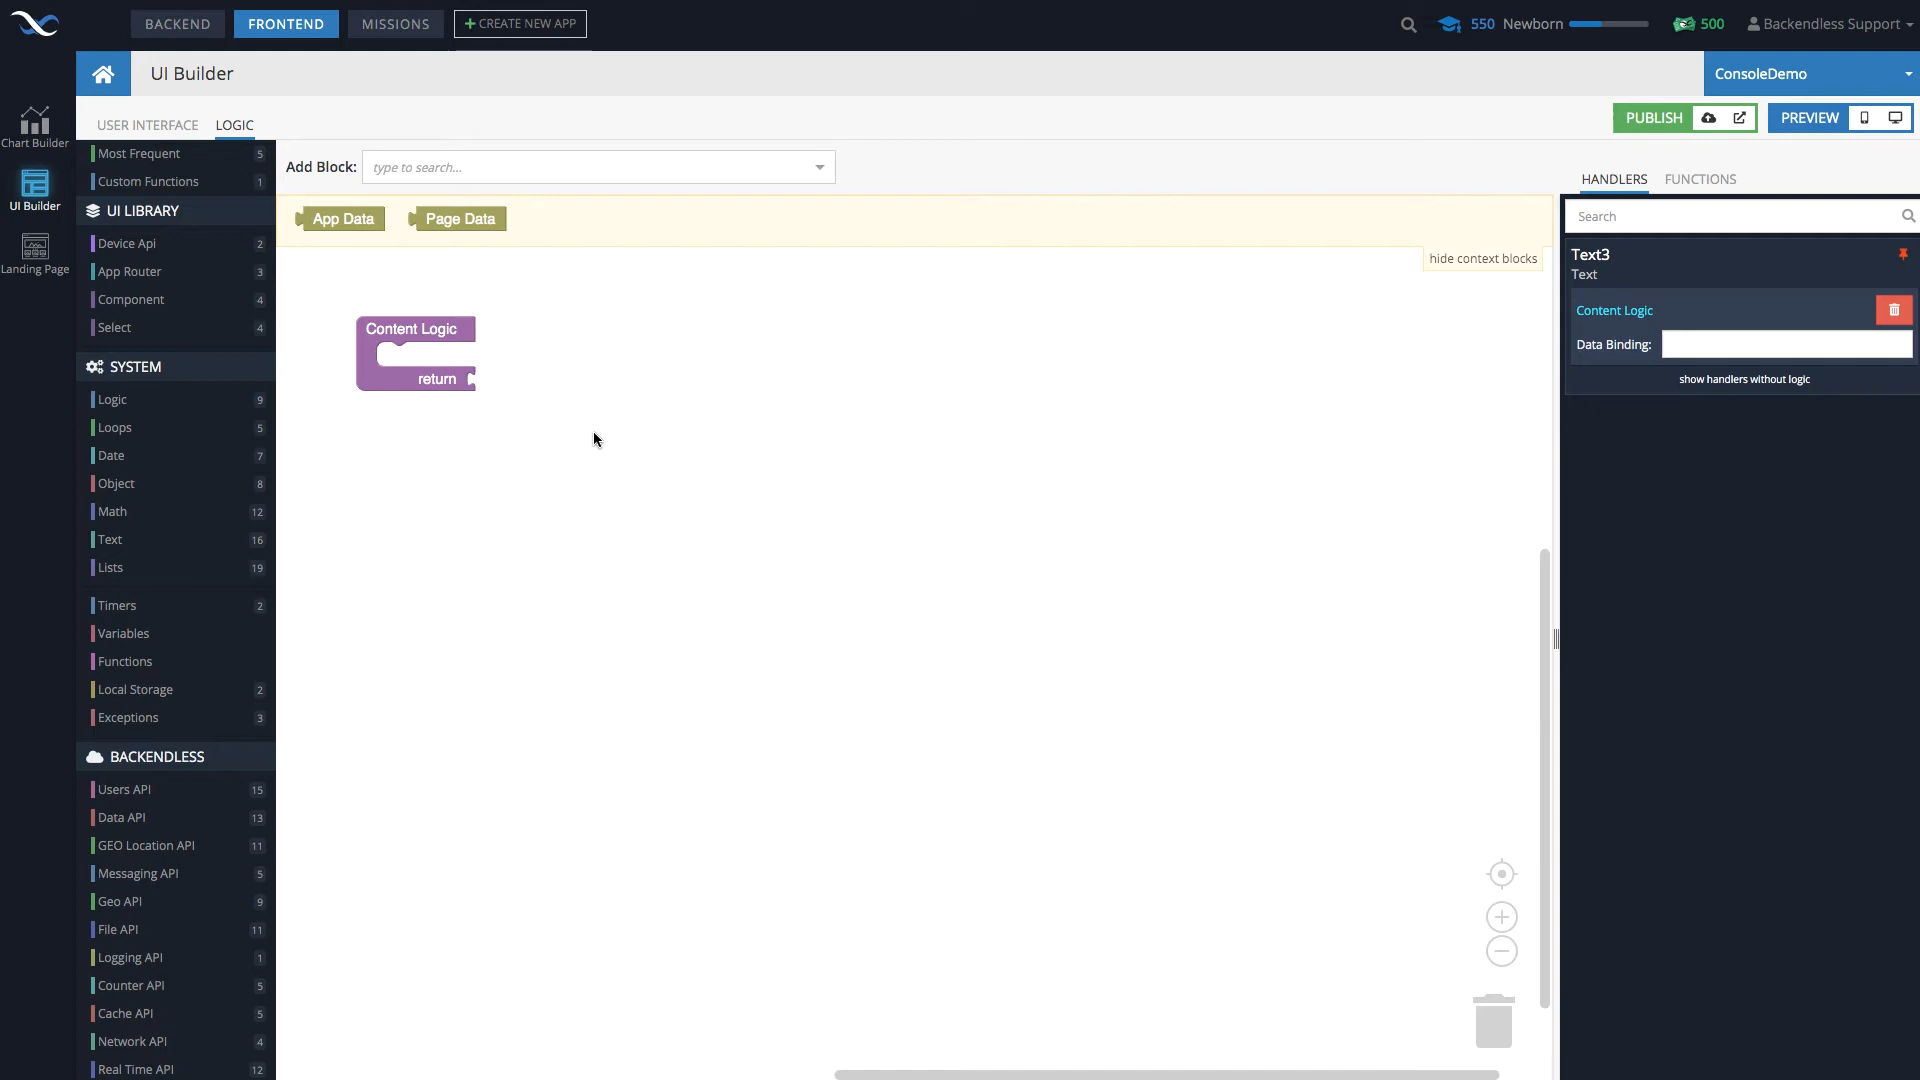 BACKEND
FRONTEND
MISSIONS
CREATE NEW APP
550 Newborn
500
Backendless Support
UI Builder
ConsoleDemo
USER INTERFACE
LOGIC
PUBLISH
PREVIEW
Chart Builder
UI Builder
Landing Page
Most Frequent 5
Custom Functions 1
UI LIBRARY
Device Api 2
App Router 3
Component 4
Select 4
SYSTEM
Logic 9
Loops 5
Date 7
Object 8
Math 12
Text 16
Lists 19
Timers 2
Variables
Functions
Local Storage 2
Exceptions 3
BACKENDLESS
Users API 15
Data API 13
GEO Location API 11
Messaging API 5
Geo API 9
File API 11
Logging API 1
Counter API 5
Cache API 5
Network API 4
Real Time API 12
Add Block: type to search...
App Data
Page Data
hide context blocks
Content Logic
return
HANDLERS
FUNCTIONS
Search
Text3
Text
Content Logic
Data Binding:
show handlers without logic